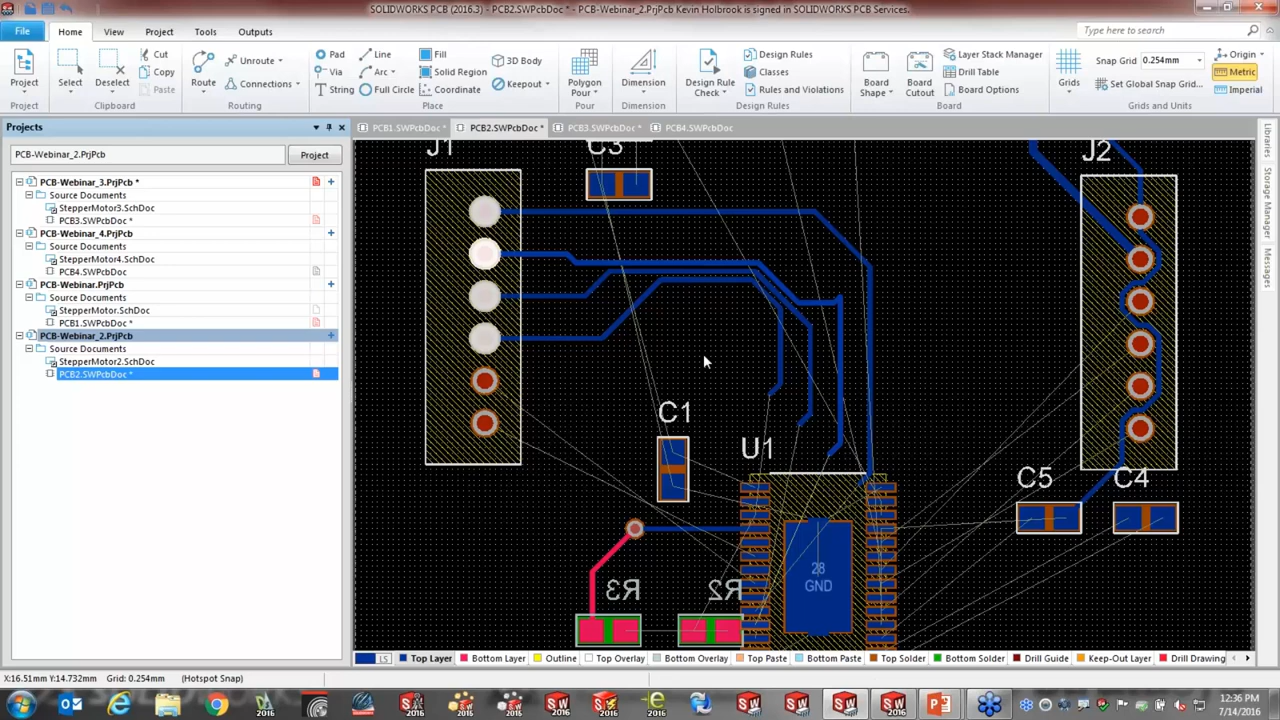 SOLIDWORKS PCB (2016.3) - PCB2.SWPcbDoc * - PCB-Webinar_2.PrjPcb Kevin Holbrook is signed in SOLIDWORKS PCB Services.
File Home View Project Tools Outputs
Type here to search
Project Select Deselect Cut Copy Paste
Route Unroute Connections
Pad Via String Line Arc Full Circle Fill Solid Region Coordinate 3D Body Keepout
Polygon Pour Dimension Design Rule Check Design Rules Classes Rules and Violations
Board Shape Board Cutout Layer Stack Manager Drill Table Board Options
Grids Snap Grid 0.254mm Set Global Snap Grid... Origin Metric Imperial
Project Clipboard Routing Place Pour Dimension Design Rules Board Grids and Units
Projects
PCB1.SWPcbDoc * PCB2.SWPcbDoc * PCB3.SWPcbDoc * PCB4.SWPcbDoc
PCB-Webinar_2.PrjPcb Project
PCB-Webinar_3.PrjPcb *
Source Documents
StepperMotor3.SchDoc
PCB3.SWPcbDoc *
PCB-Webinar_4.PrjPcb
Source Documents
StepperMotor4.SchDoc
PCB4.SWPcbDoc
PCB-Webinar.PrjPcb
Source Documents
StepperMotor.SchDoc
PCB1.SWPcbDoc *
PCB-Webinar_2.PrjPcb
Source Documents
StepperMotor2.SchDoc
PCB2.SWPcbDoc *
J1
C3
J2
C1
U1
C5
C4
28
GND
R3
R2
Libraries
Storage Manager
Messages
LS Top Layer Bottom Layer Outline Top Overlay Bottom Overlay Top Paste Bottom Paste Top Solder Bottom Solder Drill Guide Keep-Out Layer Drill Drawing
X:16.51mm Y:14.732mm Grid: 0.254mm (Hotspot Snap)
12:36 PM
7/14/2016